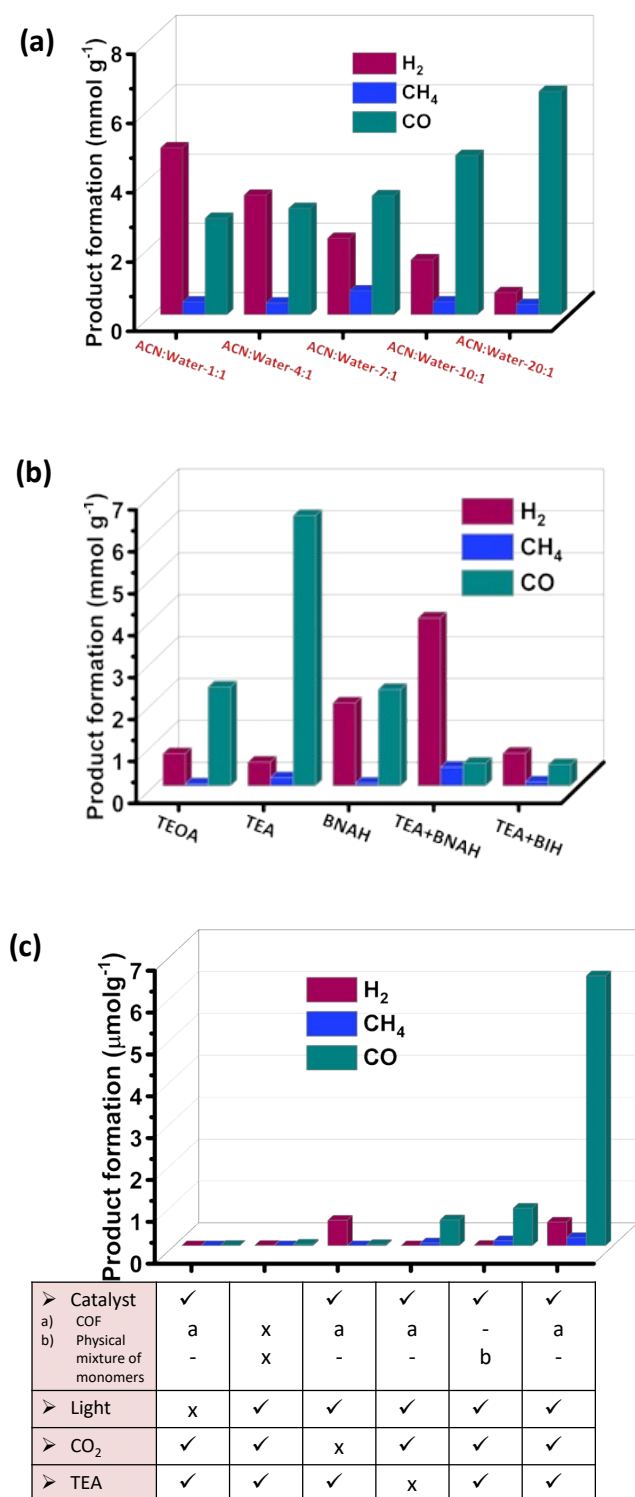 (a)
Product formation (mmol g⁻¹)
8
6
4
2
0
H₂
CH₄
CO
ACN:Water-1:1
ACN:Water-4:1
ACN:Water-7:1
ACN:Water-10:1
ACN:Water-20:1
(b)
Product formation (mmol g⁻¹)
7
6
5
4
3
2
1
0
H₂
CH₄
CO
TEOA
TEA
BNAH
TEA+BNAH
TEA+BIH
(c)
Product formation (µmolg⁻¹)
7
6
5
4
3
2
1
0
H₂
CH₄
CO
➢ Catalyst ✓ ✓ ✓ ✓ ✓
a) COF a x a a - a
b) Physical mixture of monomers - x - - b -
➢ Light x ✓ ✓ ✓ ✓ ✓
➢ CO₂ ✓ ✓ x ✓ ✓ ✓
➢ TEA ✓ ✓ ✓ x ✓ ✓